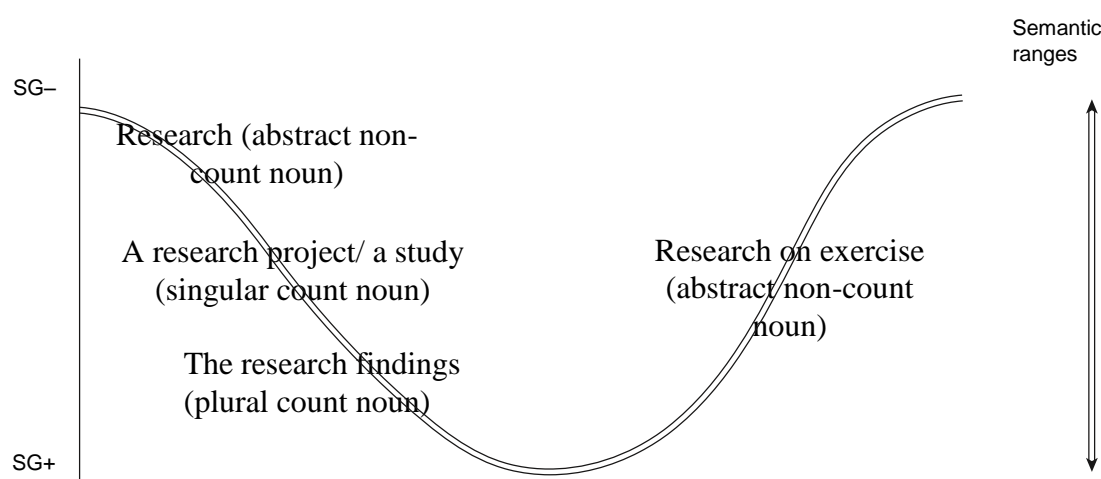 Semantic
ranges
SG–
Research (abstract non-
count noun)
A research project/ a study
(singular count noun)
Research on exercise
(abstract non-count
noun)
The research findings
(plural count noun)
SG+